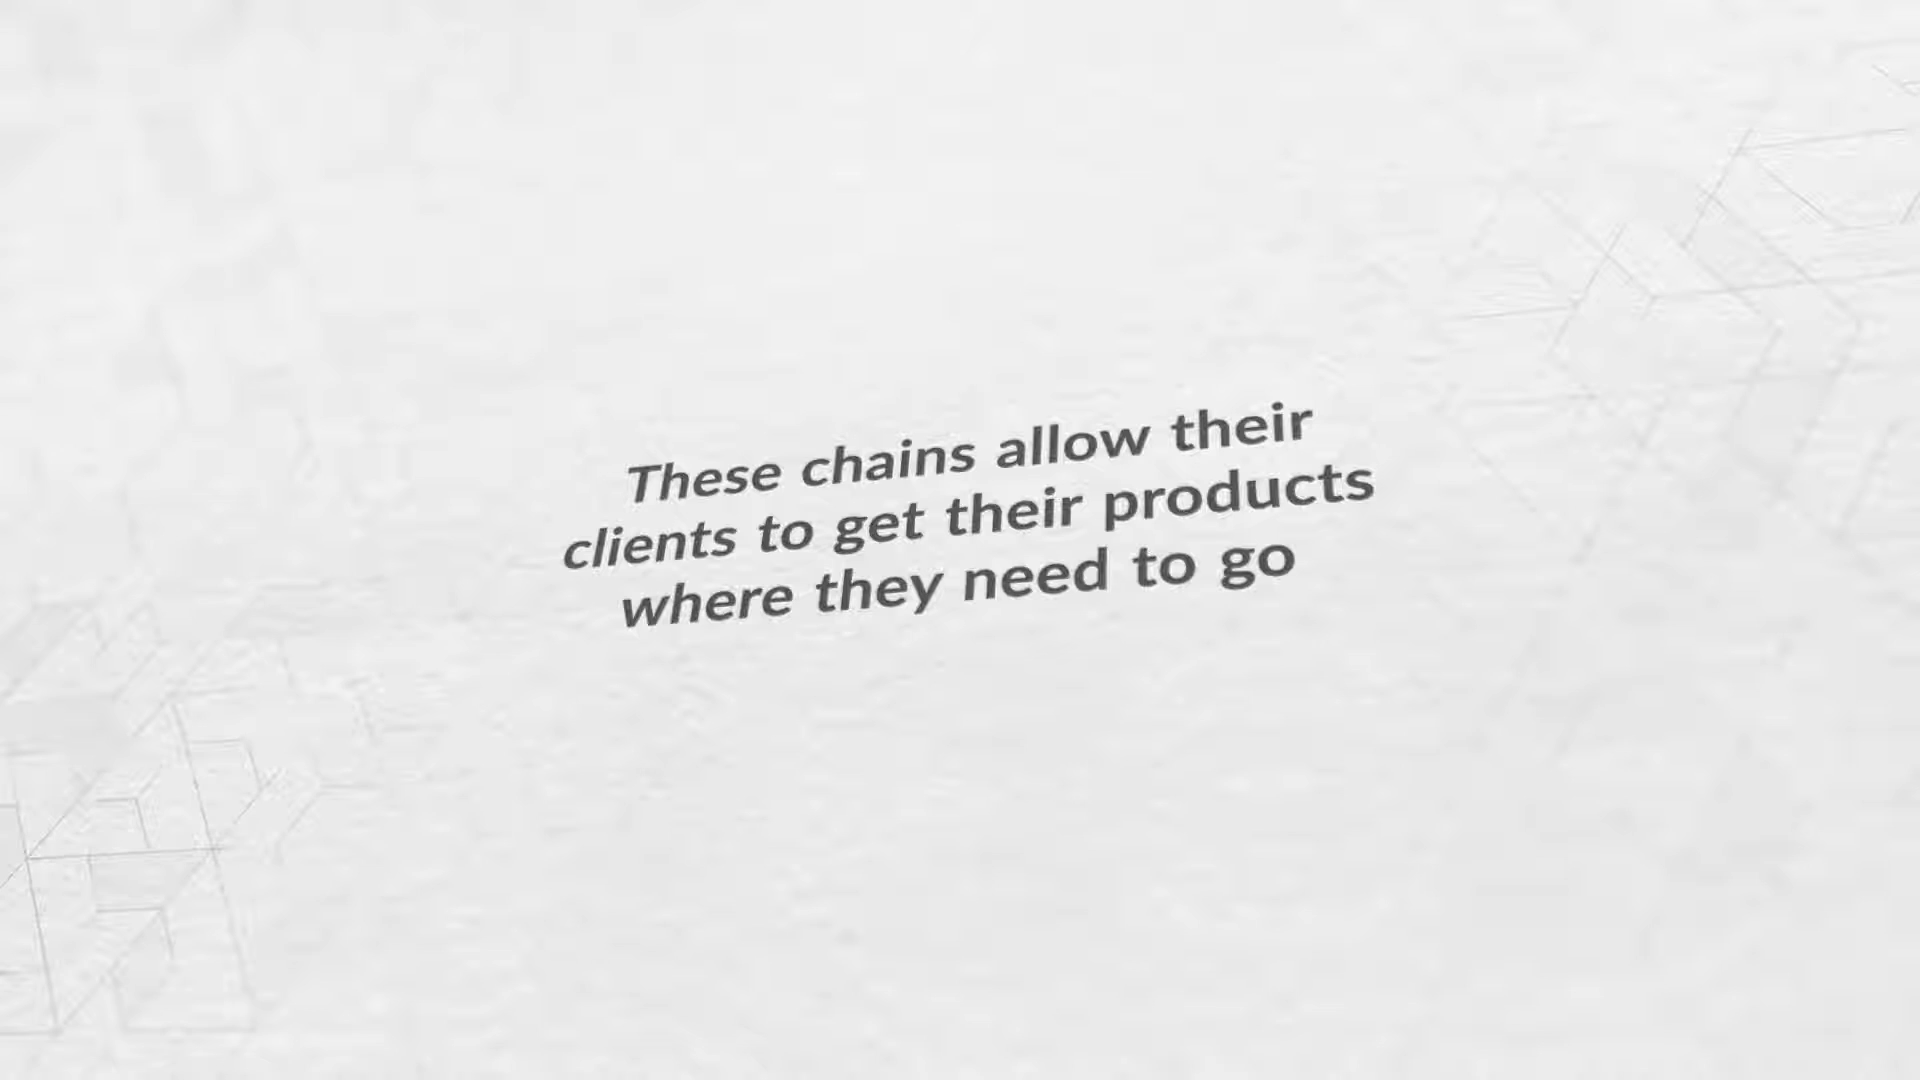 These chains allow their
clients to get their products
where they need to go